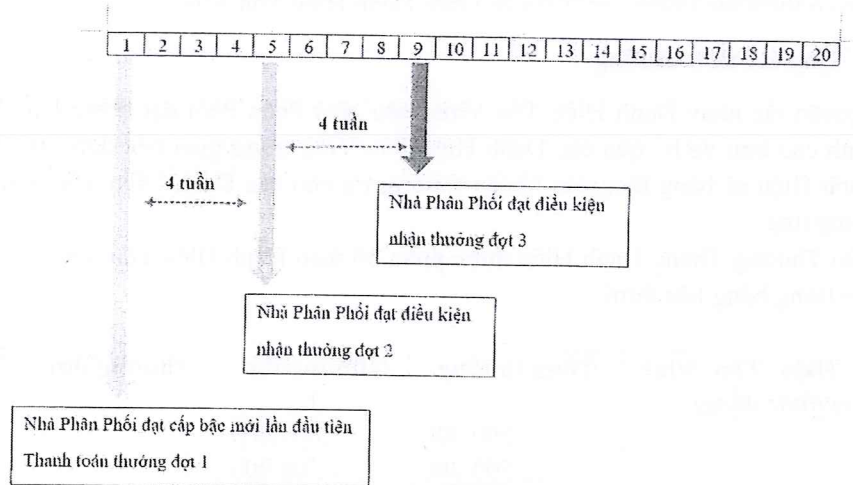 1 2 3 4 5 6 7 8 9 10 11 12 13 14 15 16 17 18 19 20
4 tuần
4 tuần
Nhà Phân Phối đạt điều kiện
nhận thưởng đợt 3
Nhà Phân Phối đạt điều kiện
nhận thưởng đợt 2
Nhà Phân Phối đạt cấp bậc mới lần đầu tiên
Thanh toán thưởng đợt 1